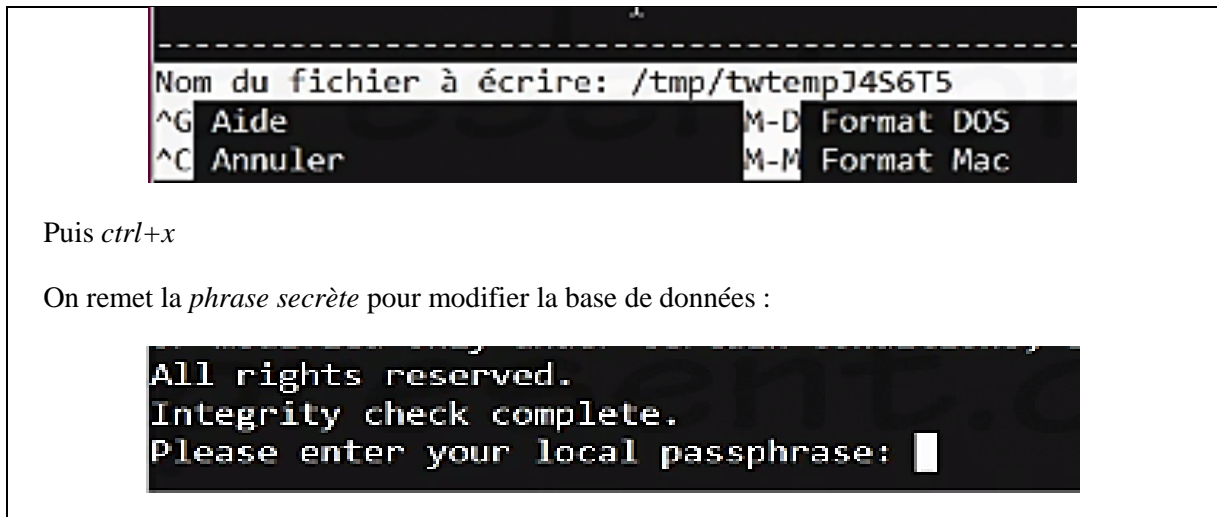 Nom du fichier à écrire: /tmp/twtempJ4S6T5
^G Aide M-D Format DOS
^C Annuler M-M Format Mac
Puis ctrl+x
On remet la phrase secrète pour modifier la base de données :
All rights reserved.
Integrity check complete.
Please enter your local passphrase: